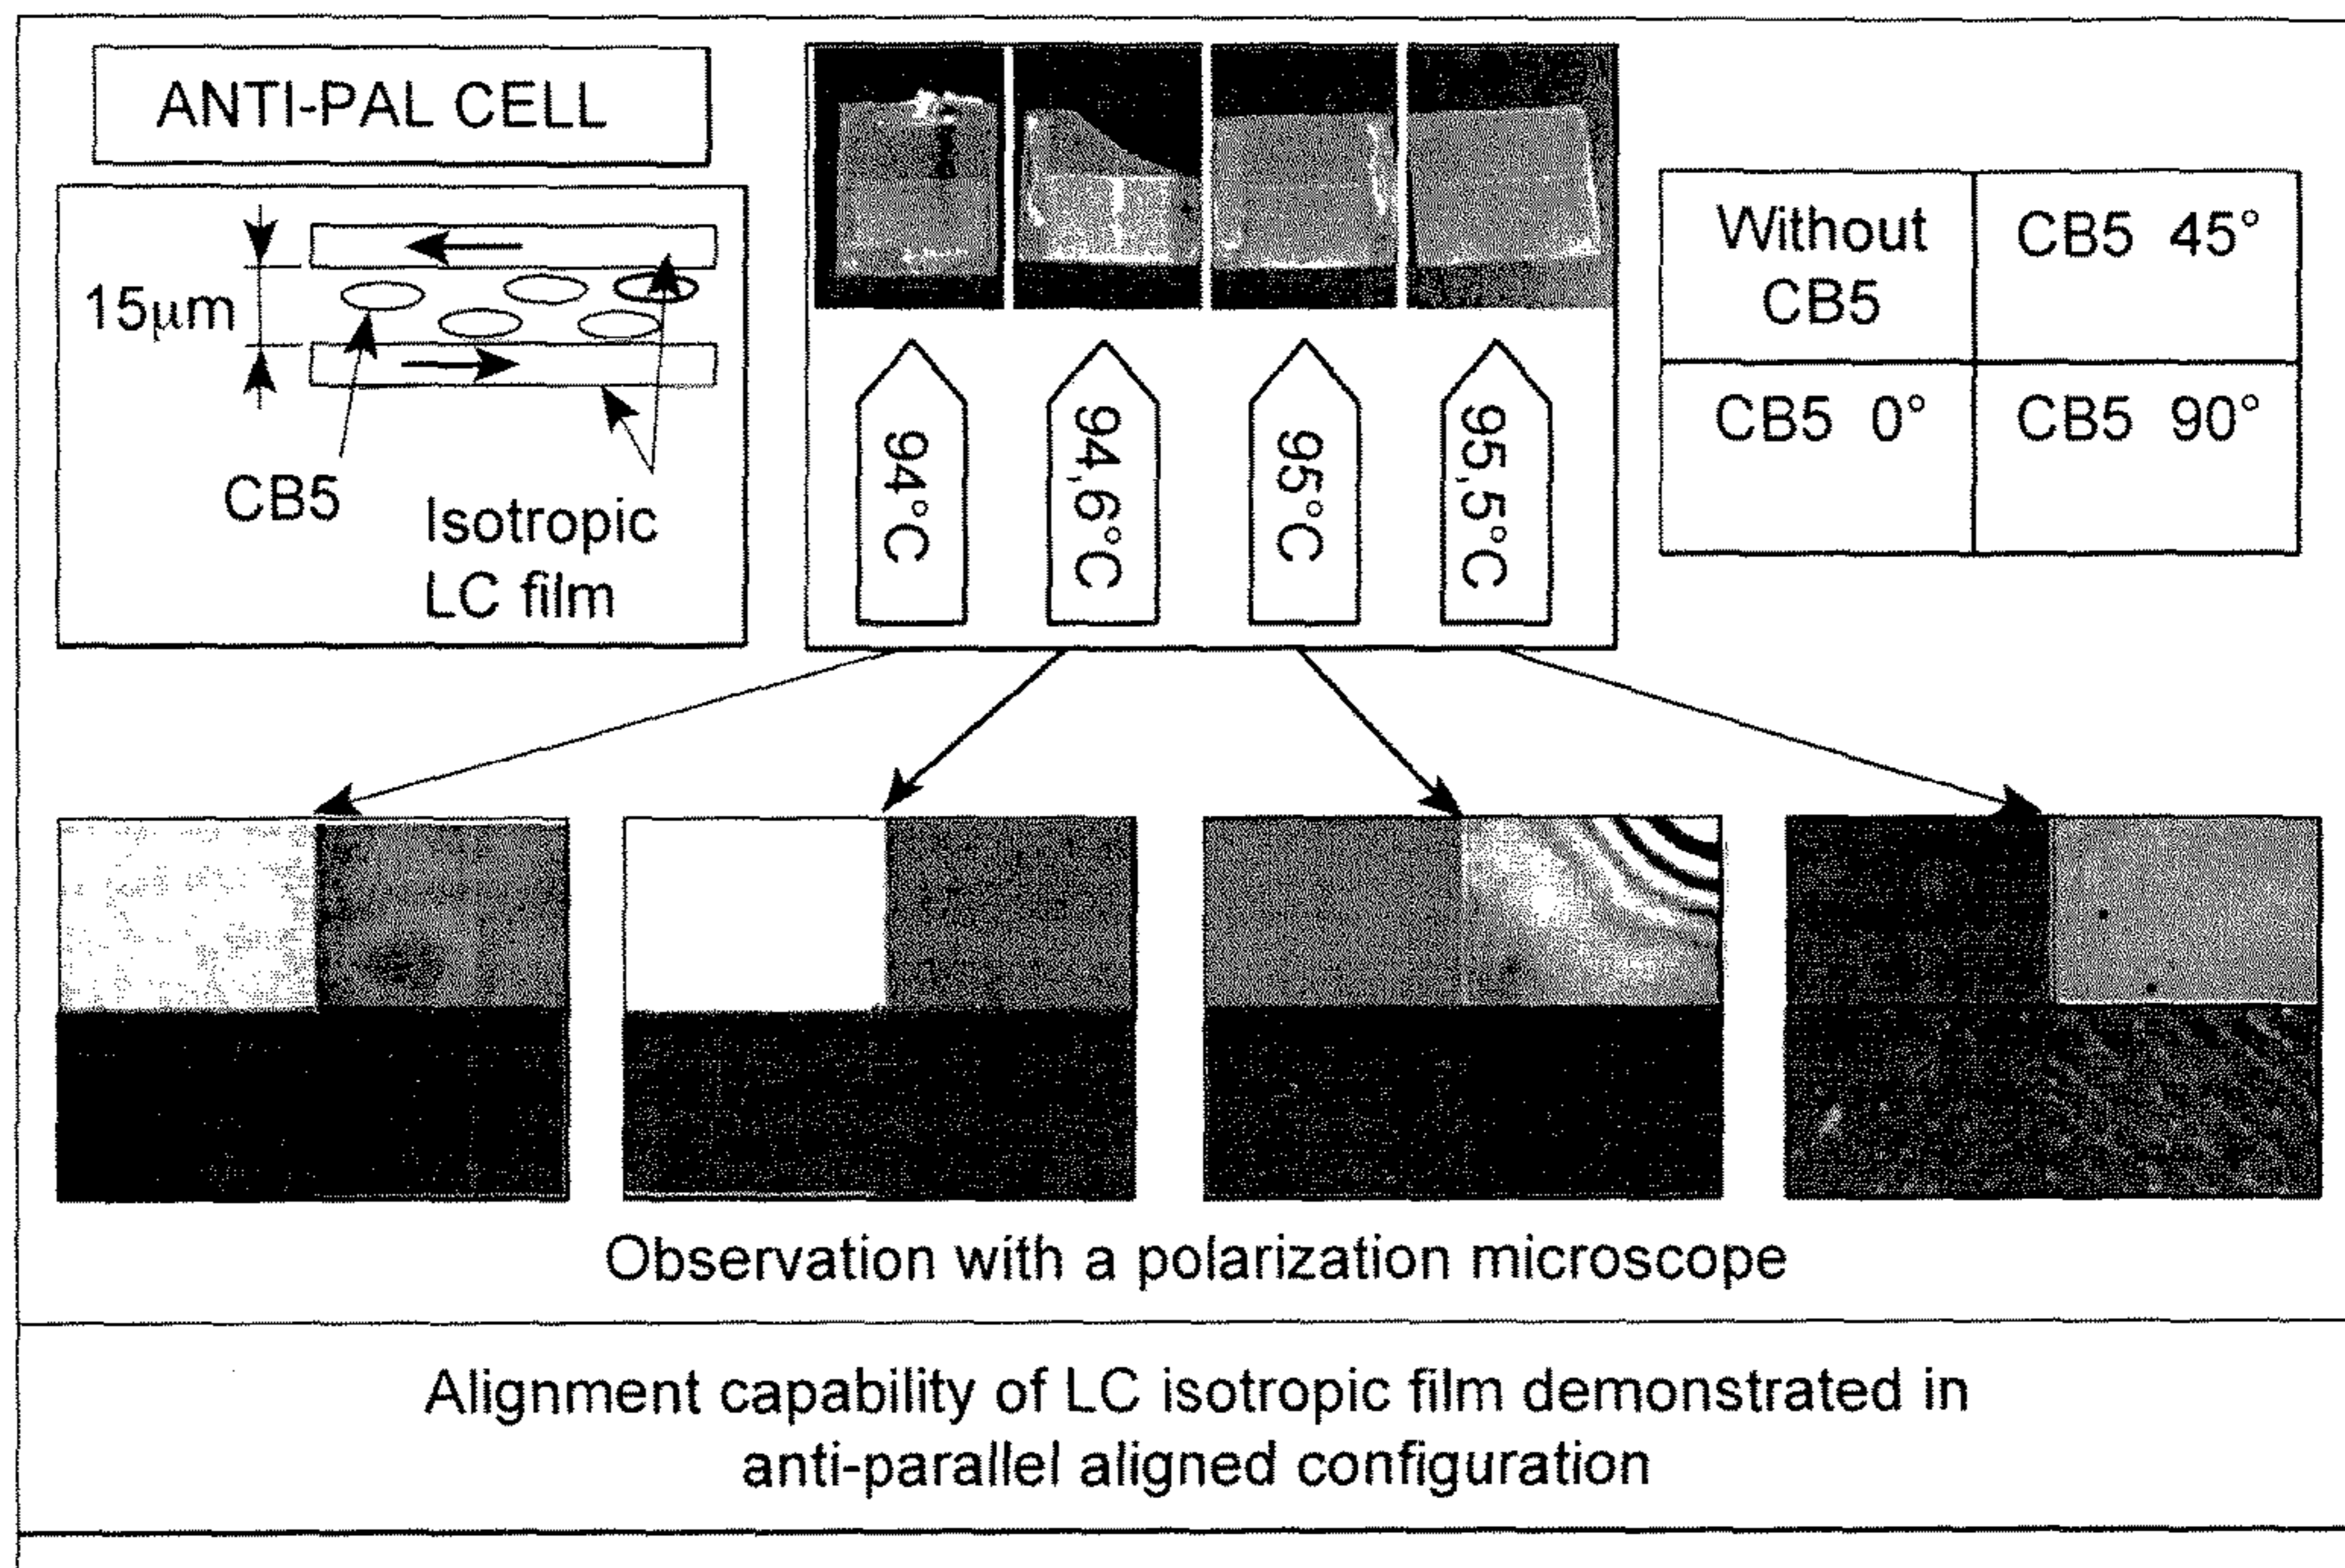 ANTI-PAL CELL
15μm
CB5
Isotropic
LC film
94°C
94,6°C
95°C
95,5°C
Without
CB5
CB5 45°
CB5 0°
CB5 90°
Observation with a polarization microscope
Alignment capability of LC isotropic film demonstrated in
anti-parallel aligned configuration